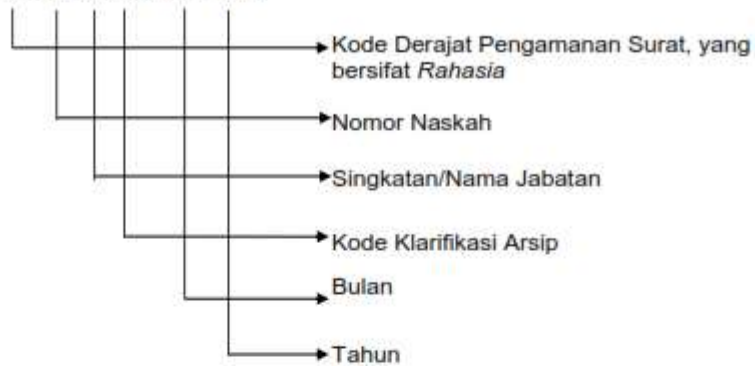 Kode Derajat Pengamanan Surat, yang
bersifat Rahasia
Nomor Naskah
Singkatan/Nama Jabatan
Kode Klarifikasi Arsip
Bulan
Tahun